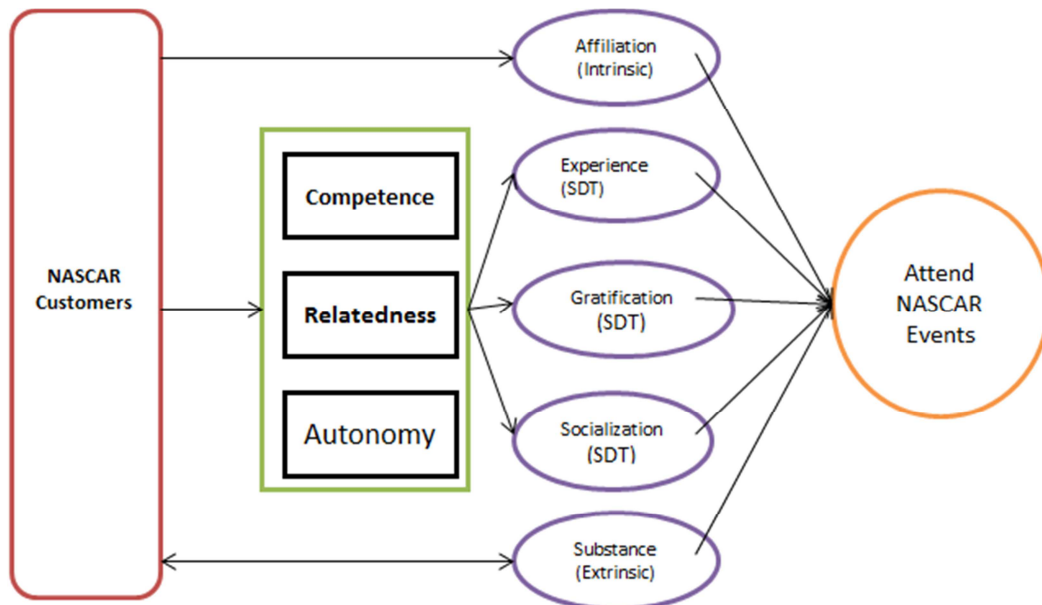 NASCAR
Customers
Competence
Relatedness
Autonomy
Affiliation
(Intrinsic)
Experience
(SDT)
Gratification
(SDT)
Socialization
(SDT)
Substance
(Extrinsic)
Attend
NASCAR
Events